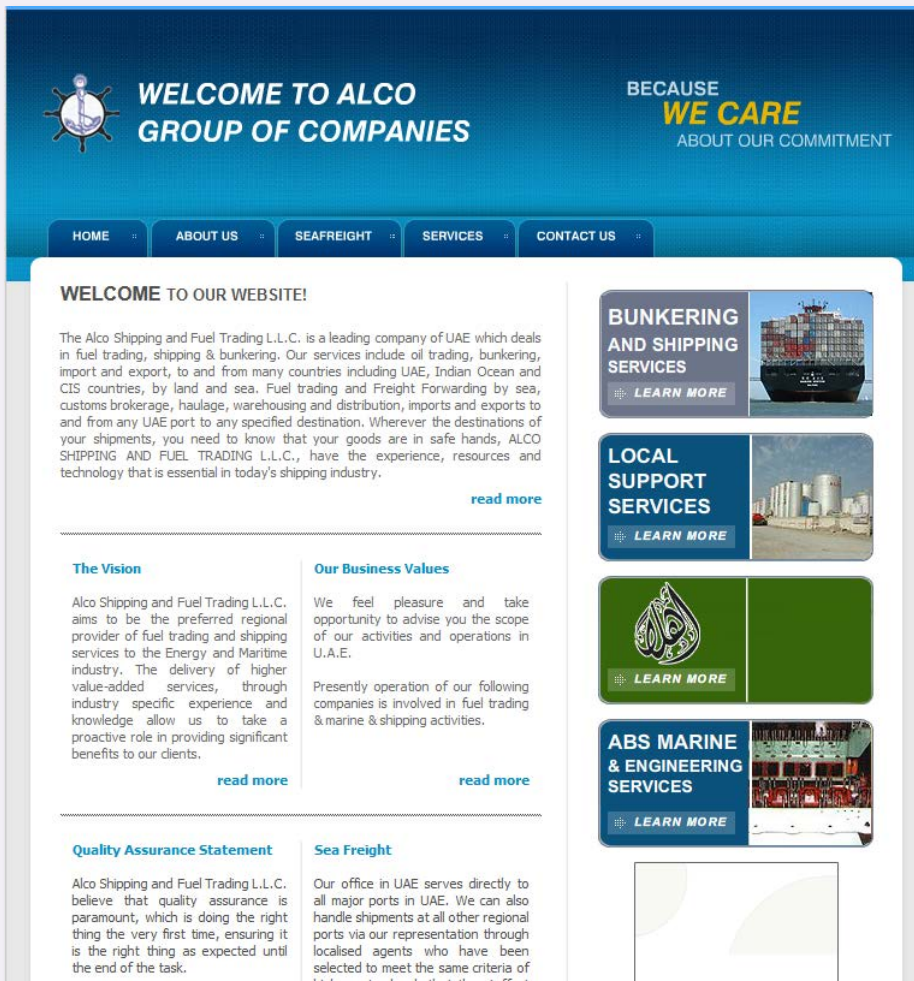 WELCOME TO ALCO
GROUP OF COMPANIES
BECAUSE
WE CARE
ABOUT OUR COMMITMENT
HOME
ABOUT US
SEAFREIGHT
SERVICES
CONTACT US
WELCOME TO OUR WEBSITE!
The Alco Shipping and Fuel Trading L.L.C. is a leading company of UAE which deals
in fuel trading, shipping & bunkering. Our services include oil trading, bunkering,
import and export, to and from many countries including UAE, Indian Ocean and
CIS countries, by land and sea. Fuel trading and Freight Forwarding by sea,
customs brokerage, haulage, warehousing and distribution, imports and exports to
and from any UAE port to any specified destination. Wherever the destinations of
your shipments, you need to know that your goods are in safe hands, ALCO
SHIPPING AND FUEL TRADING L.L.C., have the experience, resources and
technology that is essential in today's shipping industry.
read more
The Vision
Alco Shipping and Fuel Trading L.L.C.
aims to be the preferred regional
provider of fuel trading and shipping
services to the Energy and Maritime
industry. The delivery of higher
value-added services, through
industry specific experience and
knowledge allow us to take a
proactive role in providing significant
benefits to our clients.
read more
Our Business Values
We feel pleasure and take
opportunity to advise you the scope
of our activities and operations in
U.A.E.
Presently operation of our following
companies is involved in fuel trading
& marine & shipping activities.
read more
Quality Assurance Statement
Alco Shipping and Fuel Trading L.L.C.
believe that quality assurance is
paramount, which is doing the right
thing the very first time, ensuring it
is the right thing as expected until
the end of the task.
Sea Freight
Our office in UAE serves directly to
all major ports in UAE. We can also
handle shipments at all other regional
ports via our representation through
localised agents who have been
selected to meet the same criteria of
BUNKERING
AND SHIPPING
SERVICES
LEARN MORE
LOCAL
SUPPORT
SERVICES
LEARN MORE
LEARN MORE
ABS MARINE
& ENGINEERING
SERVICES
LEARN MORE